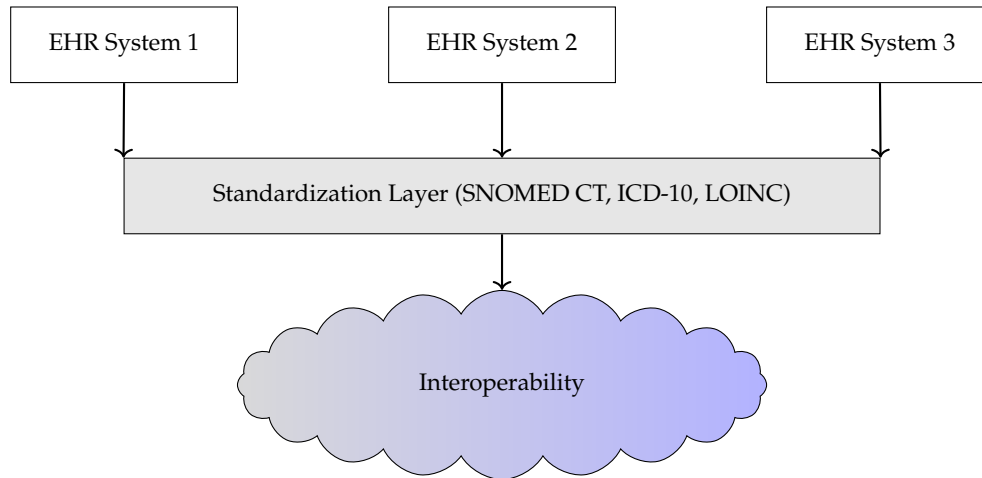 EHR System 1
EHR System 2
EHR System 3
Standardization Layer (SNOMED CT, ICD-10, LOINC)
Interoperability